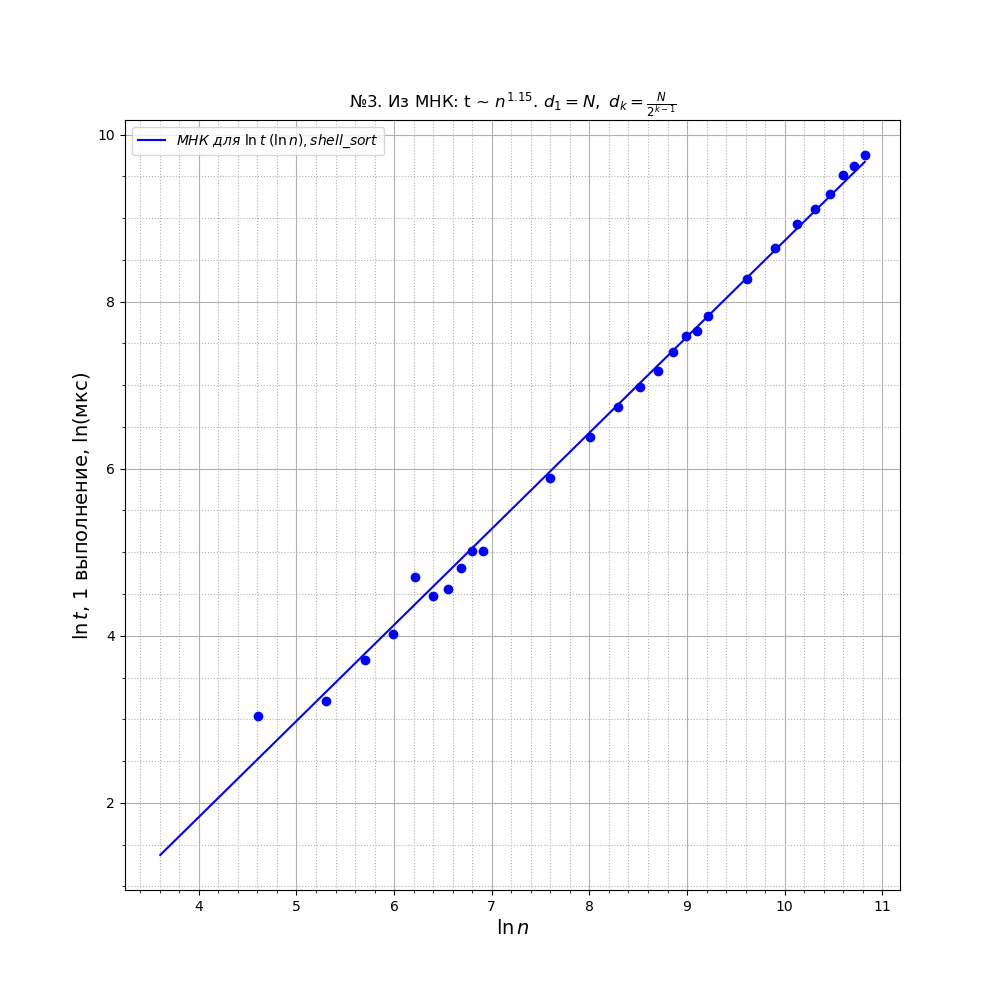 №3. Из МНК: t ~ n^{1.15}. d_1 = N, d_k = \frac{N}{2^{k-1}}
МНК для ln t (ln n), shell_sort
10
8
6
4
2
ln t, 1 выполнение, ln(мкс)
4 5 6 7 8 9 10 11
ln n